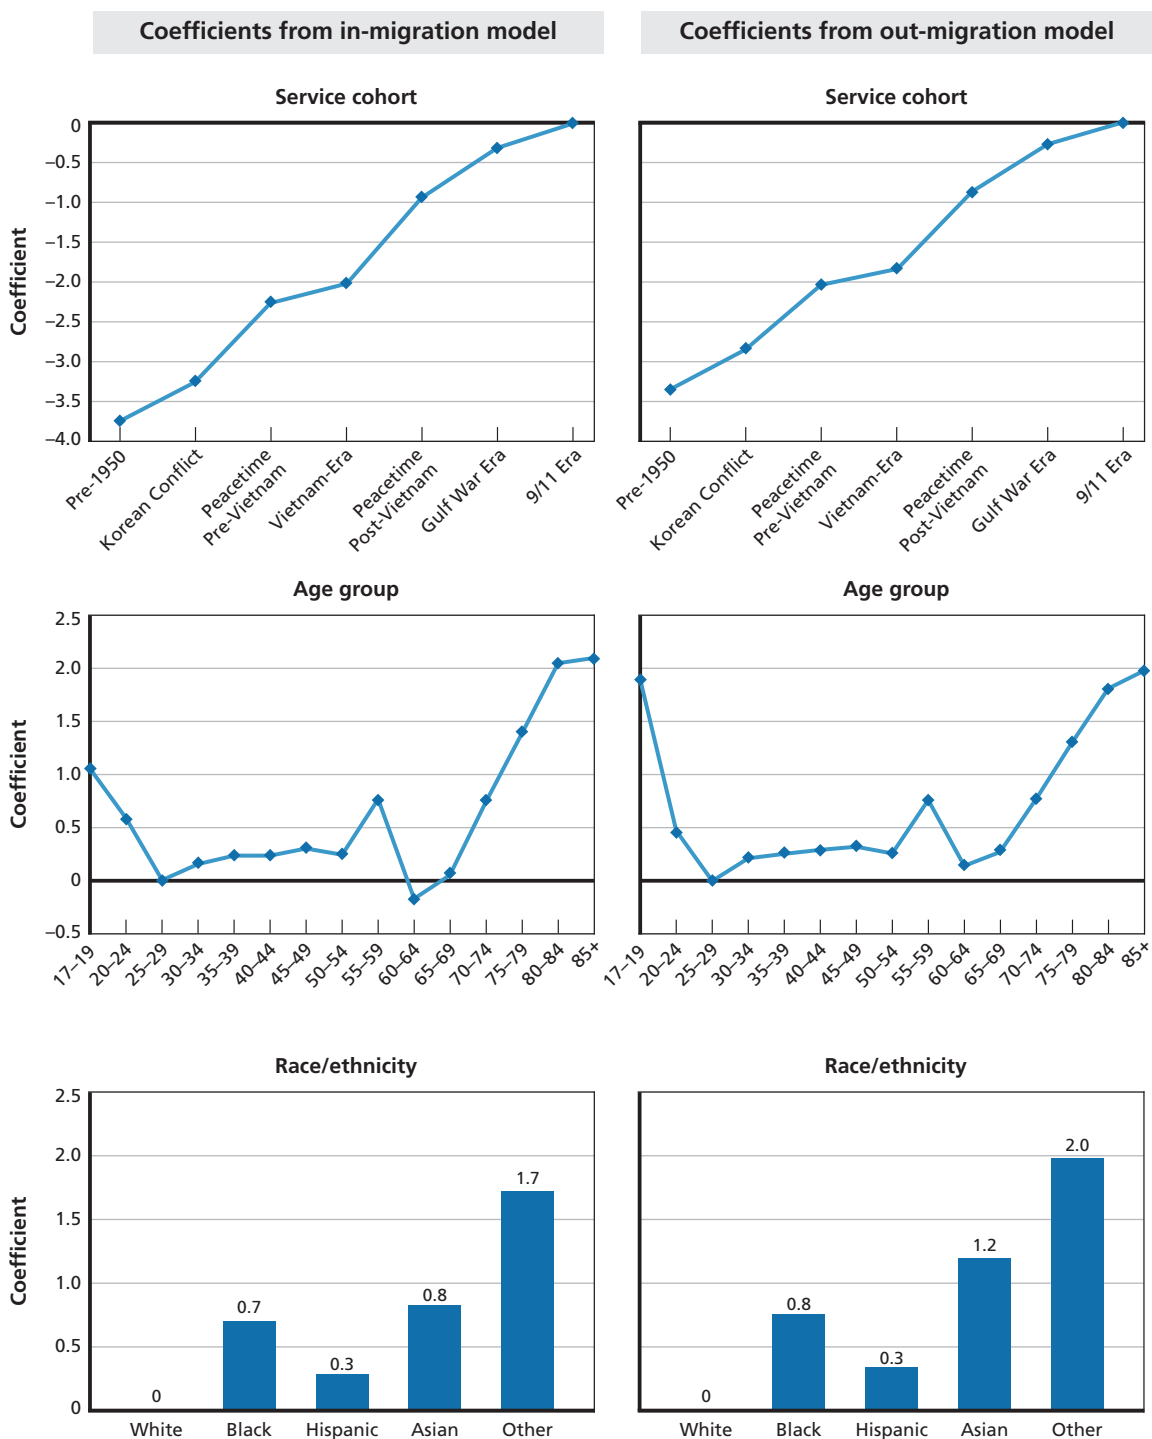 Coefficients from in-migration model
Coefficients from out-migration model
Service cohort
Service cohort
Coefficient
0
–0.5
–1.0
–1.5
–2.0
–2.5
–3.0
–3.5
–4.0
Pre-1950
Korean Conflict
Peacetime
Pre-Vietnam
Vietnam-Era
Peacetime
Post-Vietnam
Gulf War Era
9/11 Era
Pre-1950
Korean Conflict
Peacetime
Pre-Vietnam
Vietnam-Era
Peacetime
Post-Vietnam
Gulf War Era
9/11 Era
Age group
Age group
Coefficient
2.5
2.0
1.5
1.0
0.5
0
–0.5
17–19
20–24
25–29
30–34
35–39
40–44
45–49
50–54
55–59
60–64
65–69
70–74
75–79
80–84
85+
17–19
20–24
25–29
30–34
35–39
40–44
45–49
50–54
55–59
60–64
65–69
70–74
75–79
80–84
85+
Race/ethnicity
Race/ethnicity
Coefficient
2.5
2.0
1.5
1.0
0.5
0
0
0.7
0.3
0.8
1.7
White
Black
Hispanic
Asian
Other
0
0.8
0.3
1.2
2.0
White
Black
Hispanic
Asian
Other